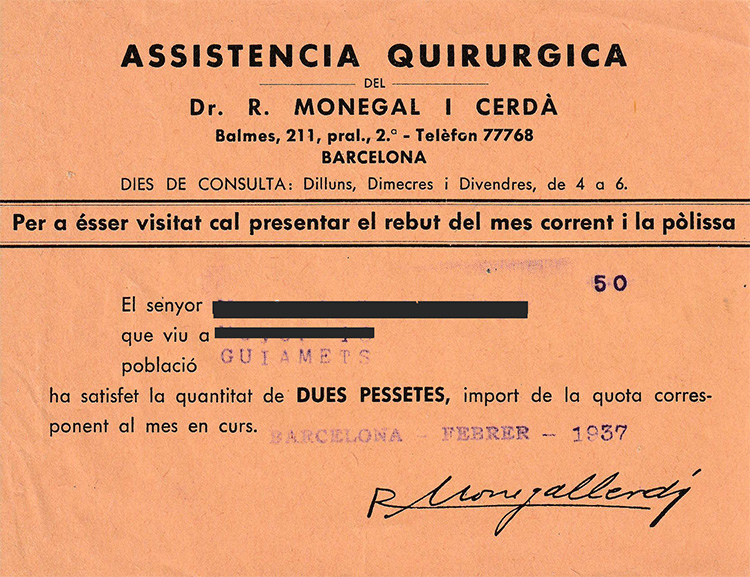 ASSISTENCIA QUIRURGICA
DEL
Dr. R. MONEGAL I CERDÀ
Balmes, 211, pral., 2.ª - Telèfon 77768
BARCELONA
DIES DE CONSULTA: Dilluns, Dimecres i Divendres, de 4 a 6.
Per a ésser visitat cal presentar el rebut del mes corrent i la pòlissa
50
El senyor
que viu a
població GUIAMETS
ha satisfet la quantitat de DUES PESSETES, import de la quota corres-
ponent al mes en curs. BARCELONA - FEBRER - 1937
R Monegal Cerdà